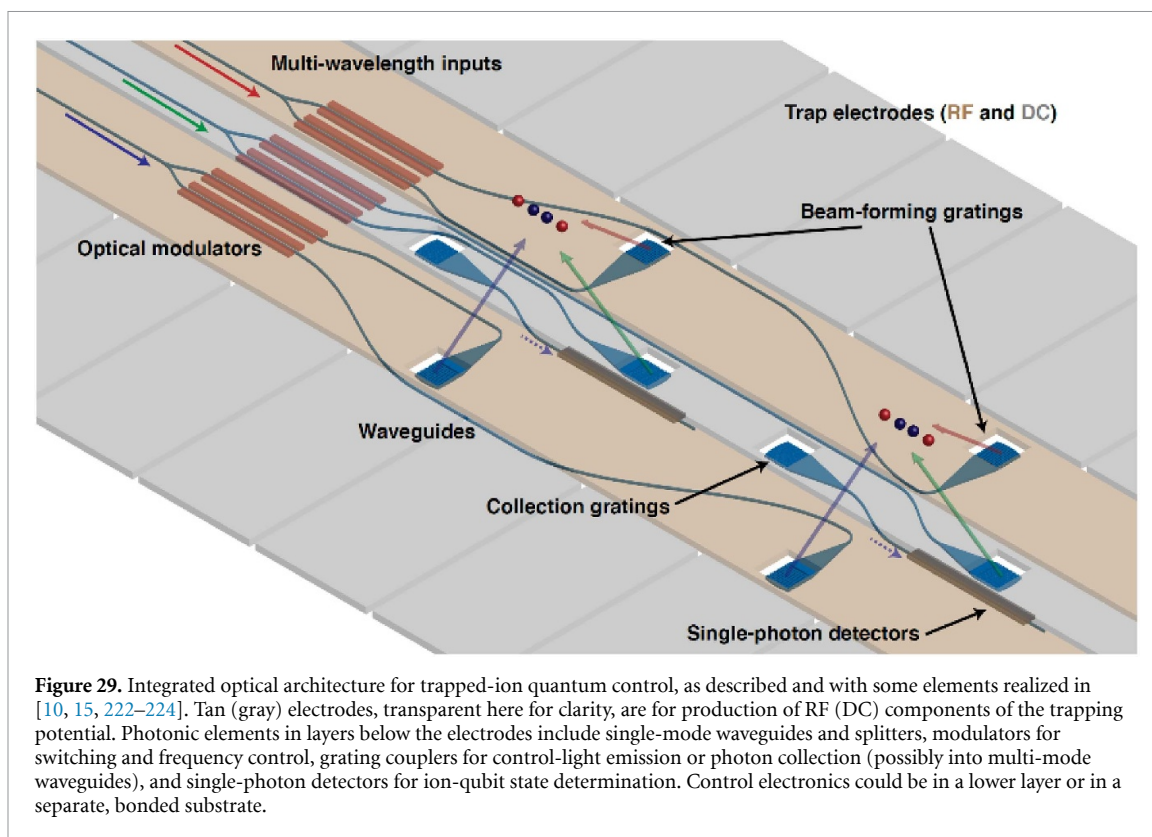 Multi-wavelength inputs
Trap electrodes (RF and DC)
Beam-forming gratings
Optical modulators
Waveguides
Collection gratings
Single-photon detectors
Figure 29. Integrated optical architecture for trapped-ion quantum control, as described and with some elements realized in
[10, 15, 222–224]. Tan (gray) electrodes, transparent here for clarity, are for production of RF (DC) components of the trapping
potential. Photonic elements in layers below the electrodes include single-mode waveguides and splitters, modulators for
switching and frequency control, grating couplers for control-light emission or photon collection (possibly into multi-mode
waveguides), and single-photon detectors for ion-qubit state determination. Control electronics could be in a lower layer or in a
separate, bonded substrate.